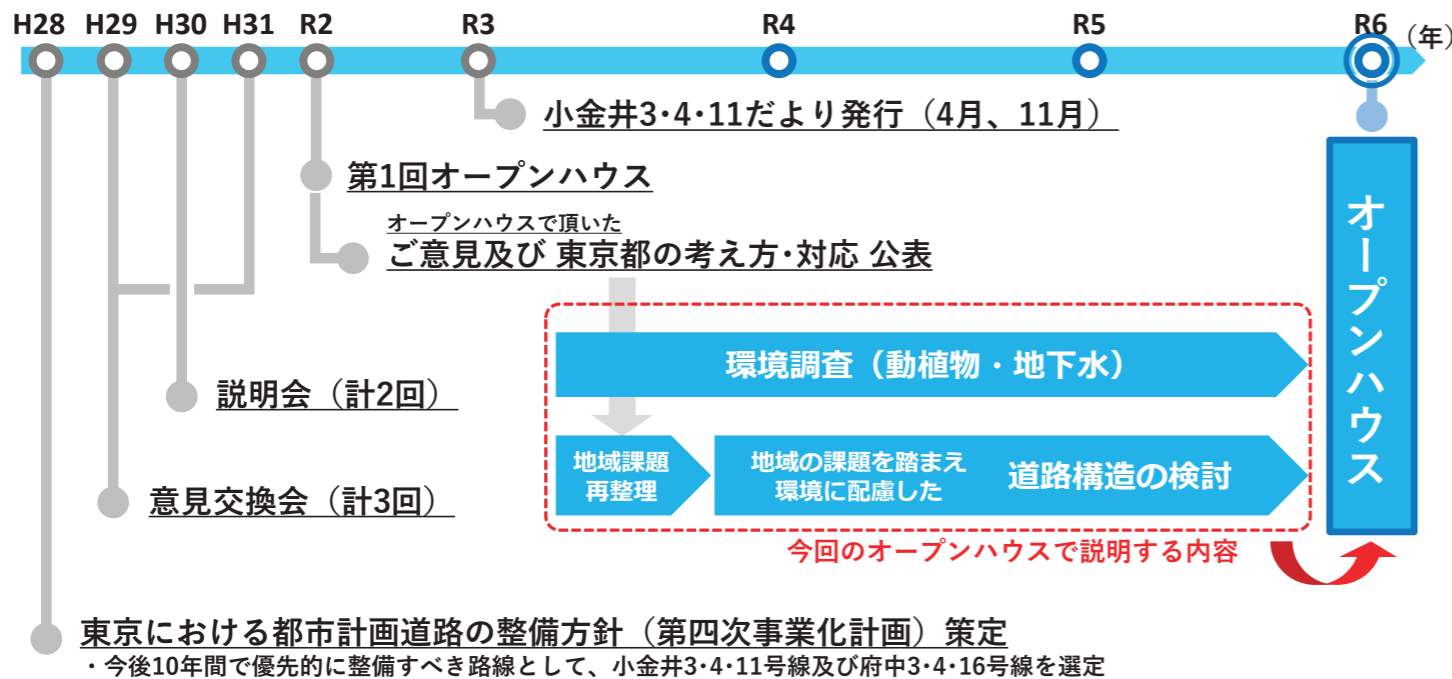 H28 H29 H30 H31 R2 R3 R4 R5 R6 (年)
小金井3･4･11だより発行（4月、11月）
第1回オープンハウス
オープンハウスで頂いた
ご意見及び 東京都の考え方･対応 公表
オープンハウス
環境調査（動植物・地下水）
説明会（計2回）
地域課題
再整理
地域の課題を踏まえ
環境に配慮した
道路構造の検討
意見交換会（計3回）
今回のオープンハウスで説明する内容
東京における都市計画道路の整備方針（第四次事業化計画）策定
・今後10年間で優先的に整備すべき路線として、小金井3･4･11号線及び府中3･4･16号線を選定